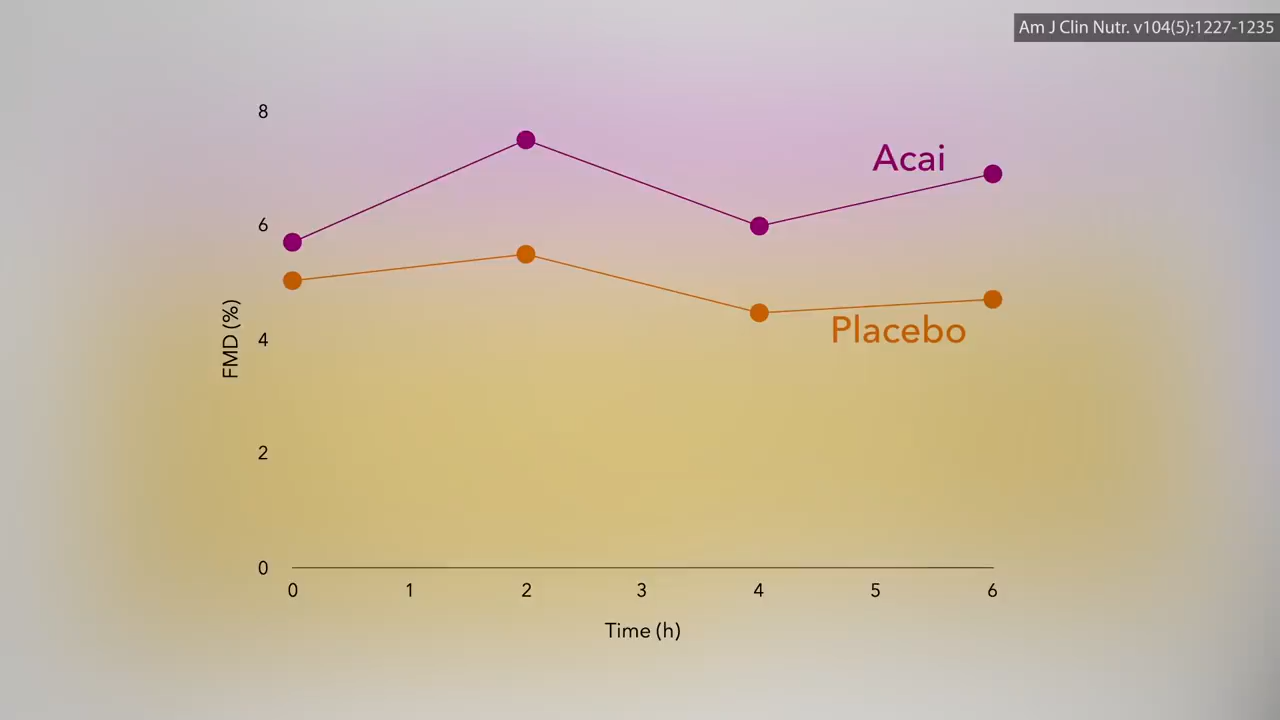 Am J Clin Nutr. v104(5):1227-1235
8
Acai
6
FMD (%)
4
Placebo
2
0
0 1 2 3 4 5 6
Time (h)